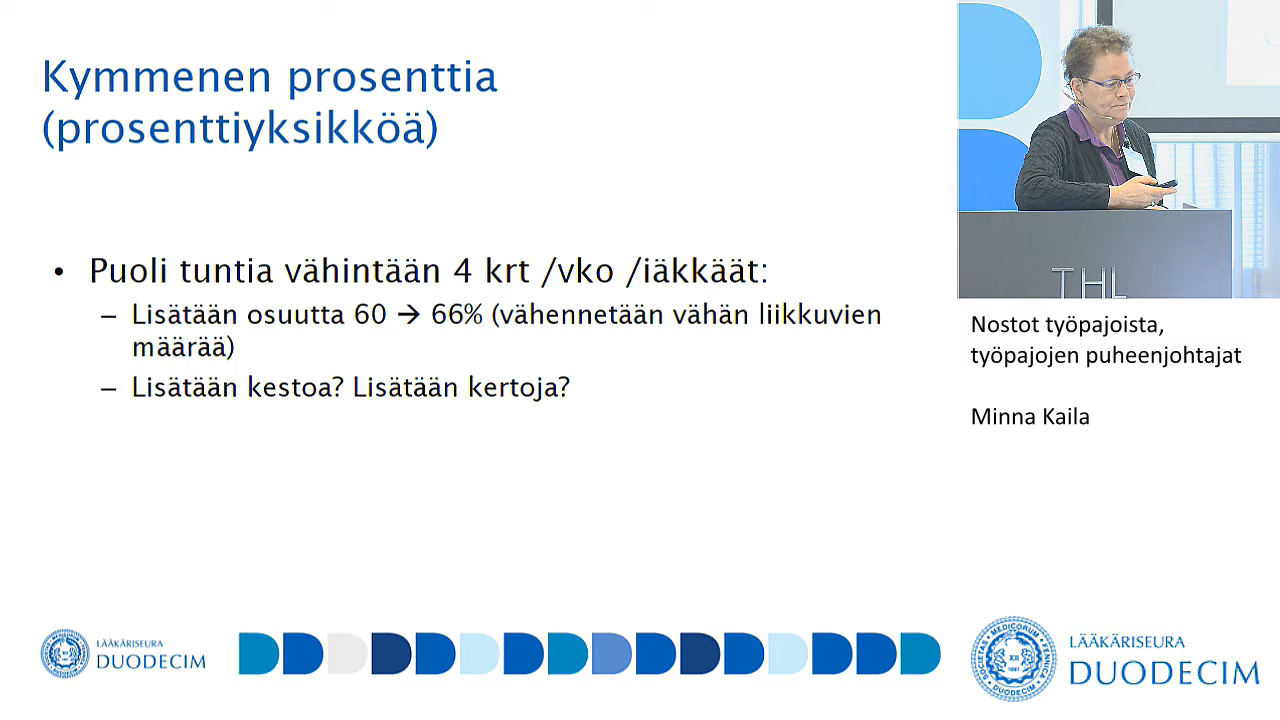 Kymmenen prosenttia
(prosenttiyksikköä)
• Puoli tuntia vähintään 4 krt /vko /iäkkäät:
– Lisätään osuutta 60 → 66% (vähennetään vähän liikkuvien
määrää)
– Lisätään kestoa? Lisätään kertoja?
THL
Nostot työpajoista,
työpajojen puheenjohtajat
Minna Kaila
LÄÄKÄRISEURA
DUODECIM
LÄÄKÄRISEURA
DUODECIM